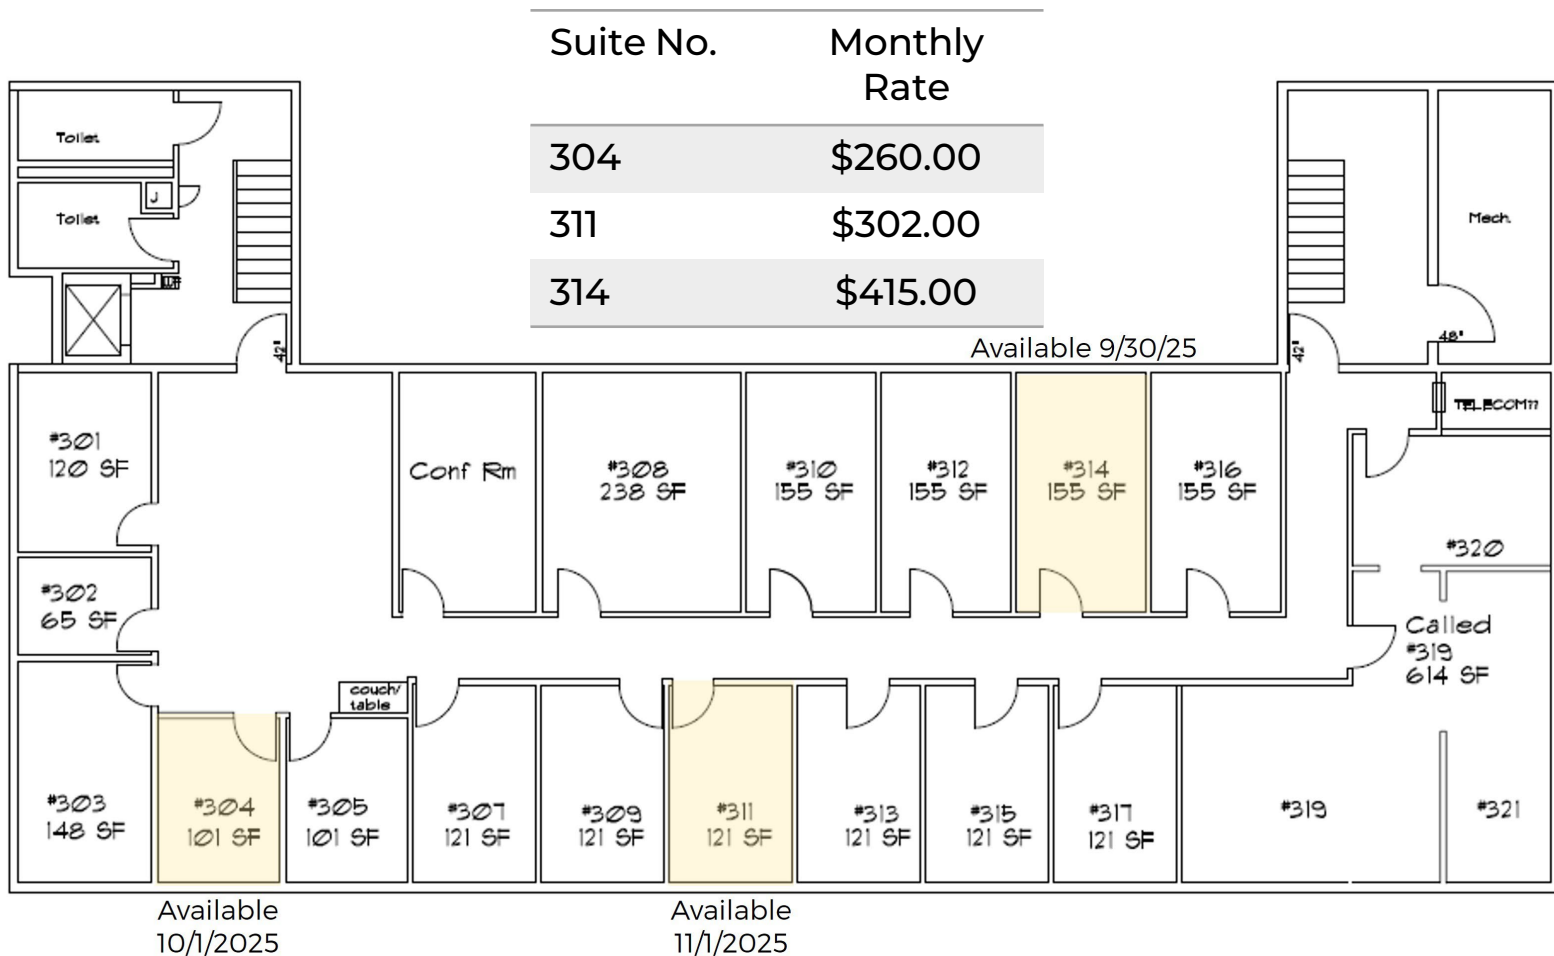 Suite No. Monthly
Rate
304 $260.00
311 $302.00
314 $415.00
Available 9/30/25
Toilet
Toilet
J
42"
42"
48"
Mech.
TELECOM??
#301
120 SF
#302
65 SF
#303
148 SF
Conf Rm
#308
238 SF
#310
155 SF
#312
155 SF
#314
155 SF
#316
155 SF
#320
Called
#319
614 SF
couch/
table
#304
101 SF
#305
101 SF
#307
121 SF
#309
121 SF
#311
121 SF
#313
121 SF
#315
121 SF
#317
121 SF
#319
#321
Available
10/1/2025
Available
11/1/2025